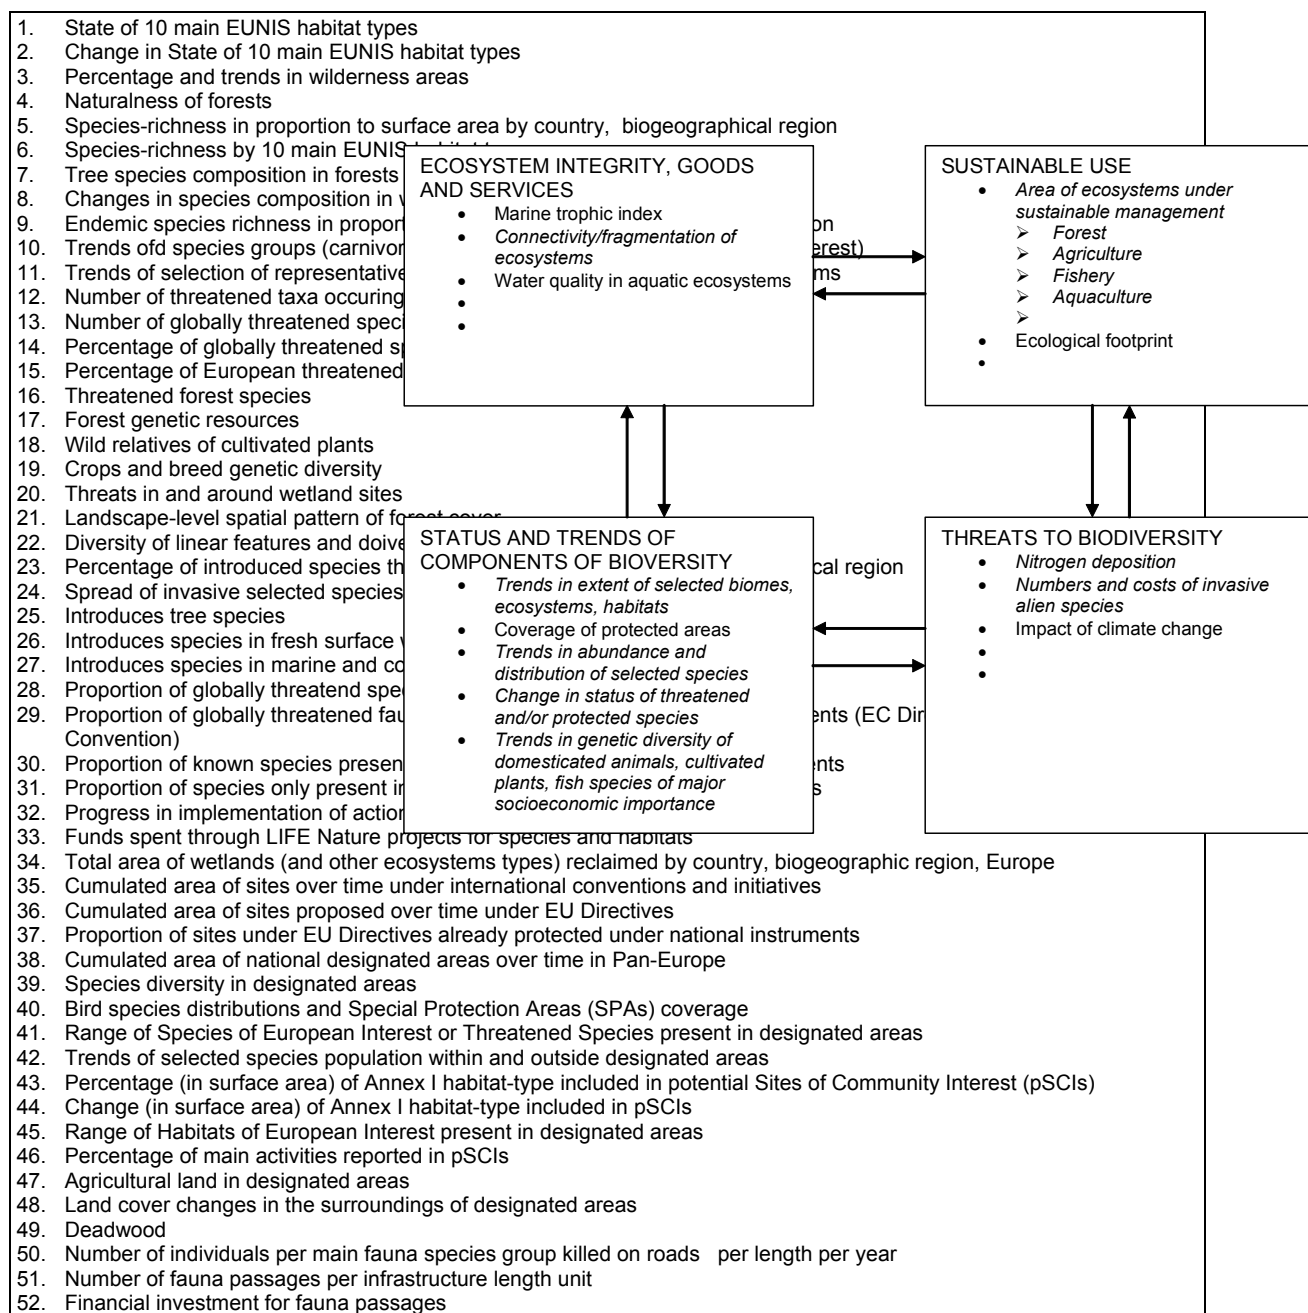 1. State of 10 main EUNIS habitat types
2. Change in State of 10 main EUNIS habitat types
3. Percentage and trends in wilderness areas
4. Naturalness of forests
5. Species-richness in proportion to surface area by country, biogeographical region
6. Species-richness by 10 main EUNIS
7. Tree species composition in forests
8. Changes in species composition in
9. Endemic species richness in
10. Trends ofd species groups
11. Trends of selection of representative
12. Number of threatened taxa occuring
13. Number of globally threatened
14. Percentage of globally threatened
15. Percentage of European threatened
16. Threatened forest species
17. Forest genetic resources
18. Wild relatives of cultivated plants
19. Crops and breed genetic diversity
20. Threats in and around wetland sites
21. Landscape-level spatial pattern of forest cover
22. Diversity of linear features and
23. Percentage of introduced species
region
24. Spread of invasive selected species
25. Introduces tree species
26. Introduces species in fresh surface
27. Introduces species in marine and
28. Proportion of globally threatend
29. Proportion of globally threatened
(EC
Convention)
30. Proportion of known species
31. Proportion of species only present
32. Progress in implementation of
33. Funds spent through LIFE Nature projects for species and habitats
34. Total area of wetlands (and other ecosystems types) reclaimed by country, biogeographic region, Europe
35. Cumulated area of sites over time under international conventions and initiatives
36. Cumulated area of sites proposed over time under EU Directives
37. Proportion of sites under EU Directives already protected under national instruments
38. Cumulated area of national designated areas over time in Pan-Europe
39. Species diversity in designated areas
40. Bird species distributions and Special Protection Areas (SPAs) coverage
41. Range of Species of European Interest or Threatened Species present in designated areas
42. Trends of selected species population within and outside designated areas
43. Percentage (in surface area) of Annex I habitat-type included in potential Sites of Community Interest (pSCIs)
44. Change (in surface area) of Annex I habitat-type included in pSCIs
45. Range of Habitats of European Interest present in designated areas
46. Percentage of main activities reported in pSCIs
47. Agricultural land in designated areas
48. Land cover changes in the surroundings of designated areas
49. Deadwood
50. Number of individuals per main fauna species group killed on roads per length per year
51. Number of fauna passages per infrastructure length unit
52. Financial investment for fauna passages
ECOSYSTEM INTEGRITY, GOODS
AND SERVICES
• Marine trophic index
• Connectivity/fragmentation of
ecosystems
• Water quality in aquatic ecosystems
•
•
SUSTAINABLE USE
• Area of ecosystems under
sustainable management
➢ Forest
➢ Agriculture
➢ Fishery
➢ Aquaculture
➢
• Ecological footprint
•
STATUS AND TRENDS OF
COMPONENTS OF BIOVERSITY
• Trends in extent of selected biomes,
ecosystems, habitats
• Coverage of protected areas
• Trends in abundance and
distribution of selected species
• Change in status of threatened
and/or protected species
• Trends in genetic diversity of
domesticated animals, cultivated
plants, fish species of major
socioeconomic importance
THREATS TO BIODIVERSITY
• Nitrogen deposition
• Numbers and costs of invasive
alien species
• Impact of climate change
•
•